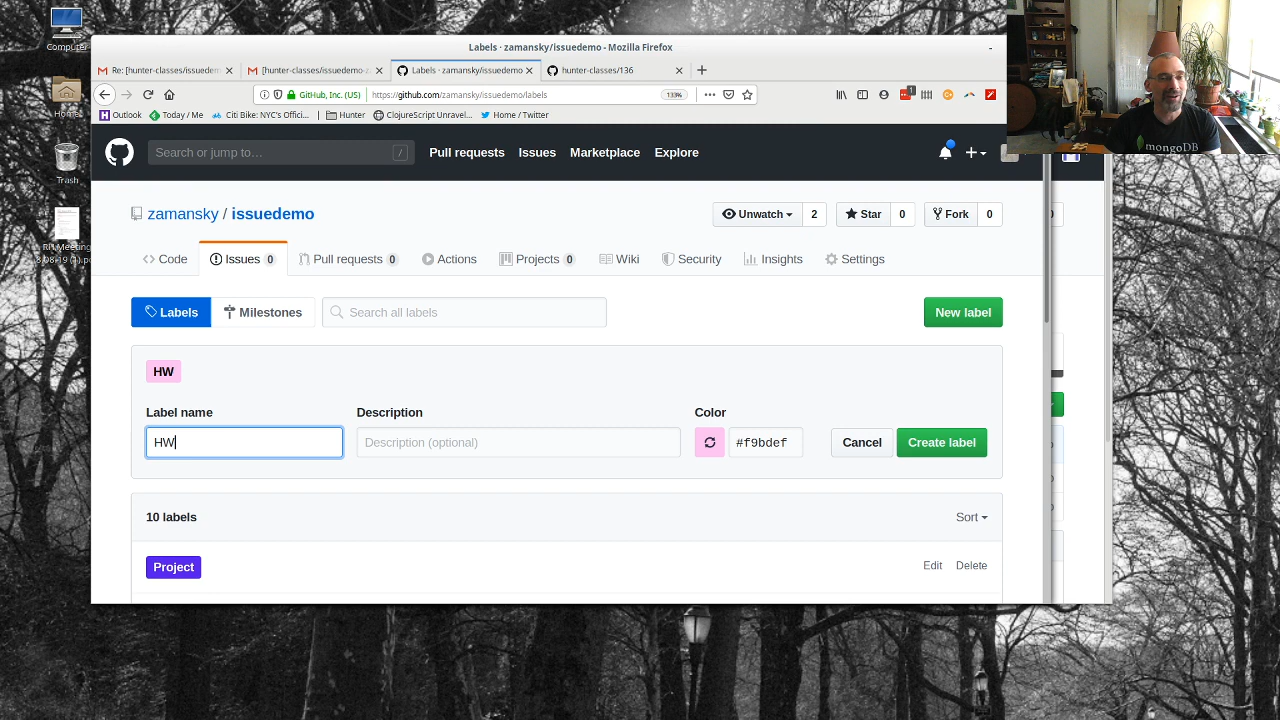 Computer
Home
Trash
Labels · zamansky/issuedemo - Mozilla Firefox
Re: [hunter-classes/issuedem
Labels · zamansky/issuedemo
hunter-classes/136
GitHub, Inc. (US)
https://github.com/zamansky/issuedemo/labels
133%
Outlook
Today / Me
Citi Bike: NYC's Offici...
Hunter
ClojureScript Unravel...
Home / Twitter
Search or jump to...
/
Pull requests
Issues
Marketplace
Explore
mongoDB
zamansky / issuedemo
Unwatch
2
Star
0
Fork
0
Code
Issues 0
Pull requests 0
Actions
Projects 0
Wiki
Security
Insights
Settings
Labels
Milestones
Search all labels
New label
HW
Label name
Description
Color
HW
Description (optional)
#f9bdef
Cancel
Create label
10 labels
Sort
Project
Edit
Delete